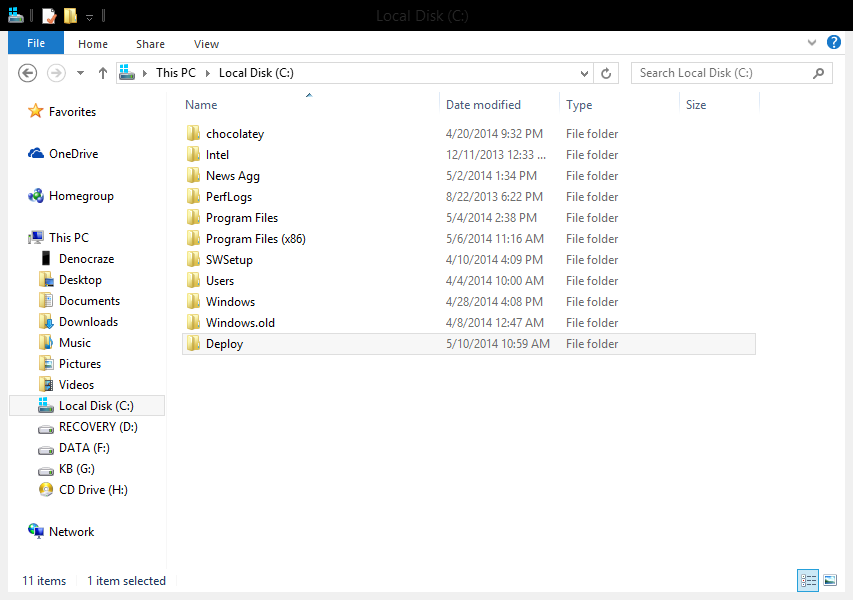 Local Disk (C:)
File Home Share View
This PC Local Disk (C:) Search Local Disk (C:)
Name Date modified Type Size
Favorites
OneDrive
Homegroup
This PC
Denocraze
Desktop
Documents
Downloads
Music
Pictures
Videos
Local Disk (C:)
RECOVERY (D:)
DATA (F:)
KB (G:)
CD Drive (H:)
Network
chocolatey 4/20/2014 9:32 PM File folder
Intel 12/11/2013 12:33 ... File folder
News Agg 5/2/2014 1:34 PM File folder
PerfLogs 8/22/2013 6:22 PM File folder
Program Files 5/4/2014 2:38 PM File folder
Program Files (x86) 5/6/2014 11:16 AM File folder
SWSetup 4/10/2014 4:09 PM File folder
Users 4/4/2014 10:00 AM File folder
Windows 4/28/2014 4:08 PM File folder
Windows.old 4/8/2014 12:47 AM File folder
Deploy 5/10/2014 10:59 AM File folder
11 items 1 item selected